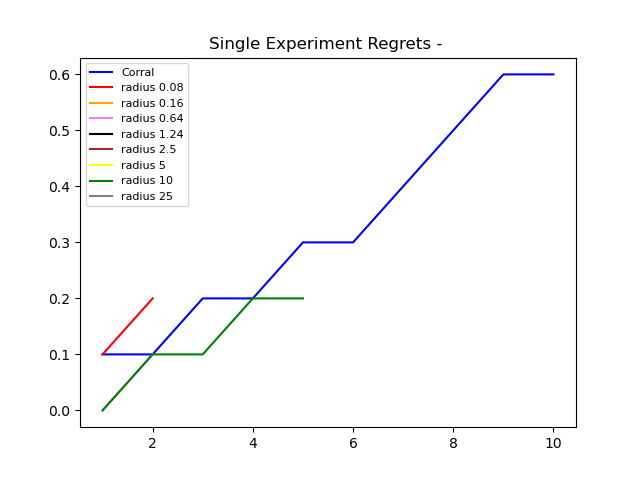 Single Experiment Regrets -
Corral
radius 0.08
radius 0.16
radius 0.64
radius 1.24
radius 2.5
radius 5
radius 10
radius 25
0.6
0.5
0.4
0.3
0.2
0.1
0.0
2 4 6 8 10